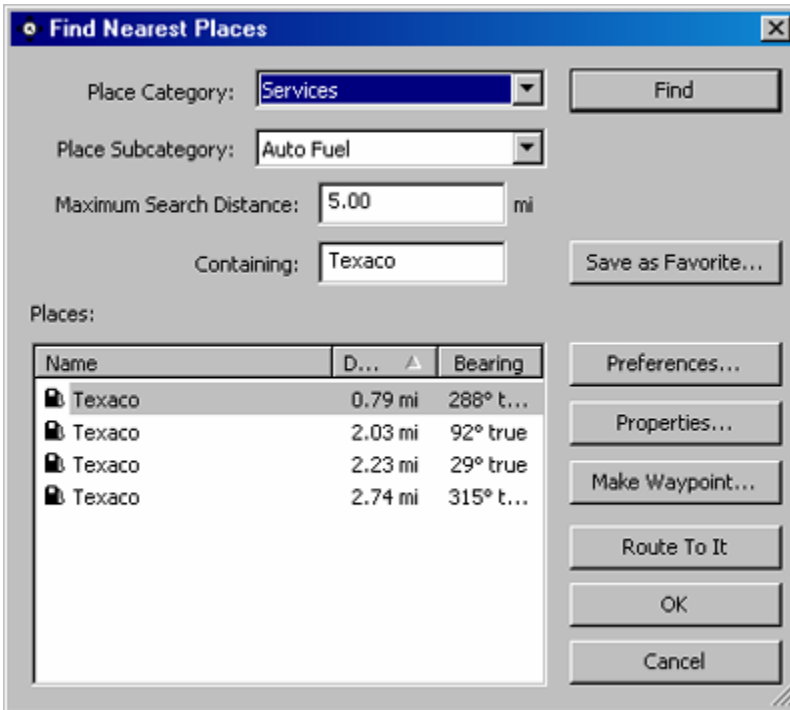 Find Nearest Places
Place Category: Services Find
Place Subcategory: Auto Fuel
Maximum Search Distance: 5.00 mi
Containing: Texaco Save as Favorite...
Places:
Name D... Bearing
Texaco 0.79 mi 288° t...
Texaco 2.03 mi 92° true
Texaco 2.23 mi 29° true
Texaco 2.74 mi 315° t...
Preferences...
Properties...
Make Waypoint...
Route To It
OK
Cancel